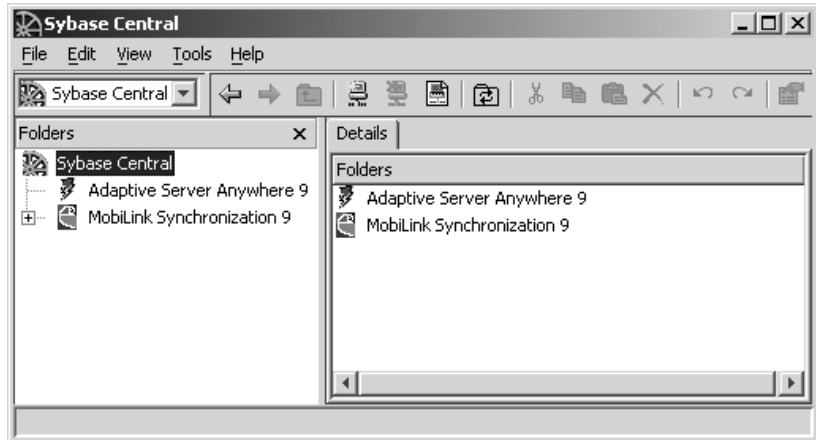 Sybase Central
File Edit View Tools Help
Sybase Central
Folders
Sybase Central
Adaptive Server Anywhere 9
MobiLink Synchronization 9
Details
Folders
Adaptive Server Anywhere 9
MobiLink Synchronization 9